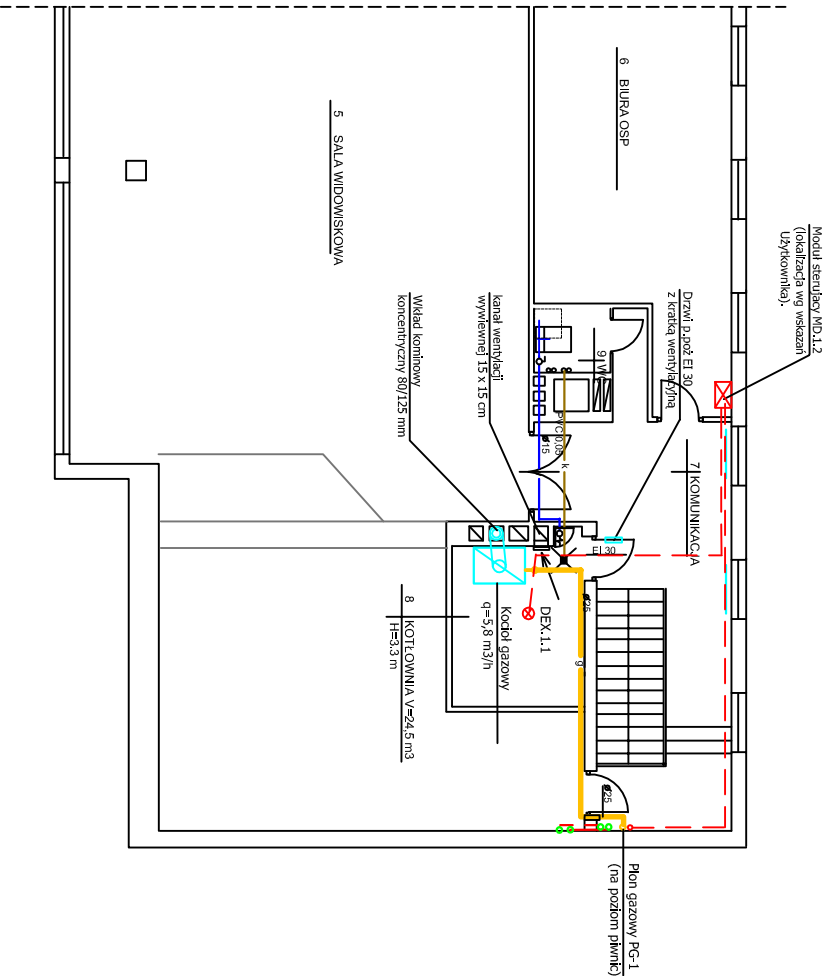 Moduł sterujący MD.1.2
(lokalizacja wg wskazań
Użytkownika).
6 BIURA OSP
5 SALA WIDOWISKOWA
Drzwi p.poż EI 30
z kratką wentylacyjną
kanał wentylacji
wywiewnej 15 x 15 cm
Wkład kominowy
koncentryczny 80/125 mm
9 WC
PVC 0,05
k
ø15
7 KOMUNIKACJA
EI 30
ø25
DEX.1.1
Kocioł gazowy
q=5,8 m3/h
8 KOTŁOWNIA V=24,5 m3
H=3.3 m
g
ø25
Pion gazowy PG-1
(na poziom piwnic)